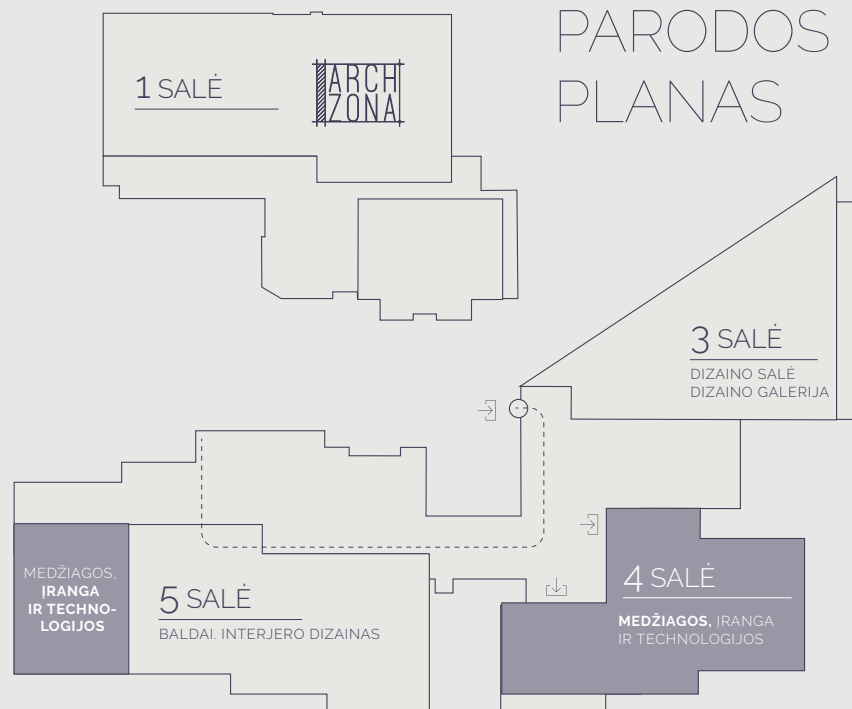 PARODOS
PLANAS
1 SALĖ
ARCH
ZONA
3 SALĖ
DIZAINO SALĖ
DIZAINO GALERIJA
4 SALĖ
MEDŽIAGOS, ĮRANGA
IR TECHNOLOGIJOS
MEDŽIAGOS,
ĮRANGA
IR TECHNO-
LOGIJOS
5 SALĖ
BALDAI. INTERJERO DIZAINAS